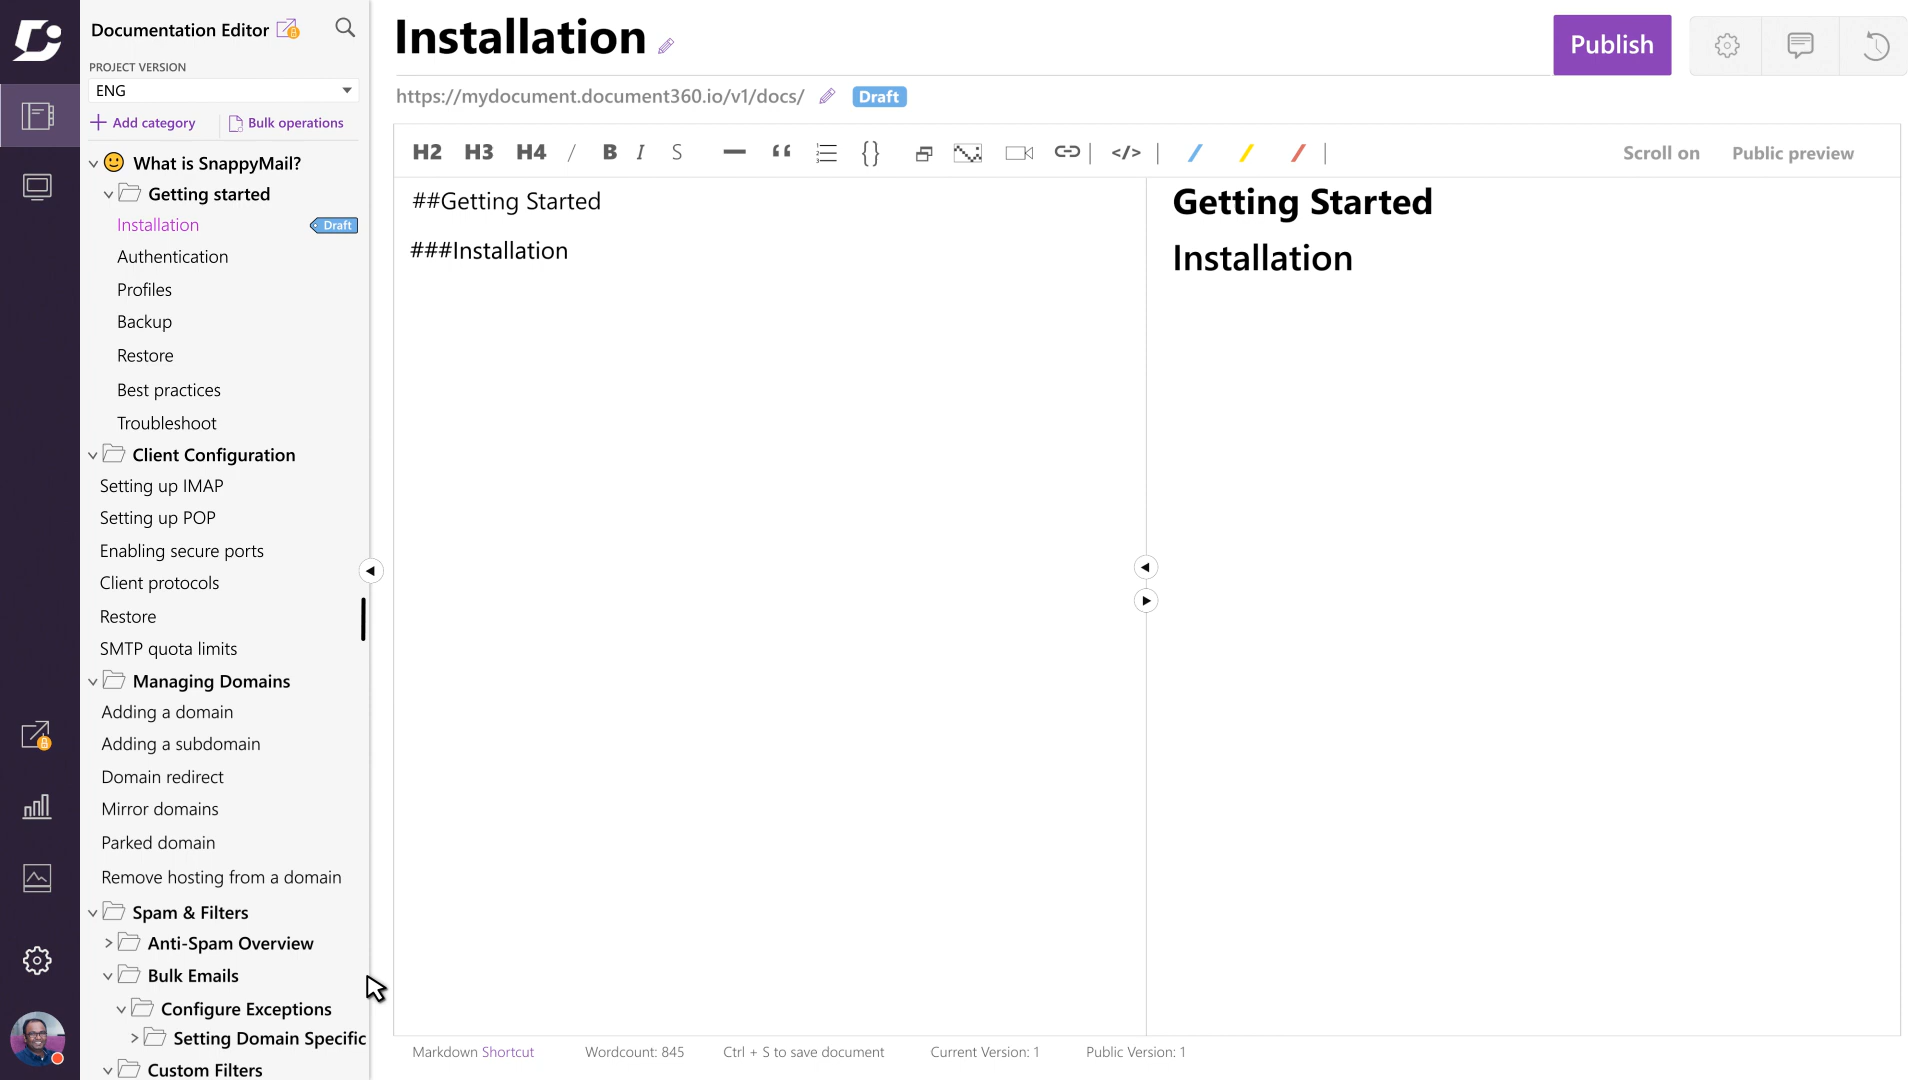 Documentation Editor
PROJECT VERSION
ENG
Add category
Bulk operations
What is SnappyMail?
Getting started
Installation
Draft
Authentication
Profiles
Backup
Restore
Best practices
Troubleshoot
Client Configuration
Setting up IMAP
Setting up POP
Enabling secure ports
Client protocols
Restore
SMTP quota limits
Managing Domains
Adding a domain
Adding a subdomain
Domain redirect
Mirror domains
Parked domain
Remove hosting from a domain
Spam & Filters
Anti-Spam Overview
Bulk Emails
Configure Exceptions
Setting Domain Specific
Custom Filters
Installation
Publish
https://mydocument.document360.io/v1/docs/
Draft
H2 H3 H4 / B I S — “ {} </> | / / / |
Scroll on
Public preview
##Getting Started
###Installation
Getting Started
Installation
Markdown Shortcut
Wordcount: 845
Ctrl + S to save document
Current Version: 1
Public Version: 1